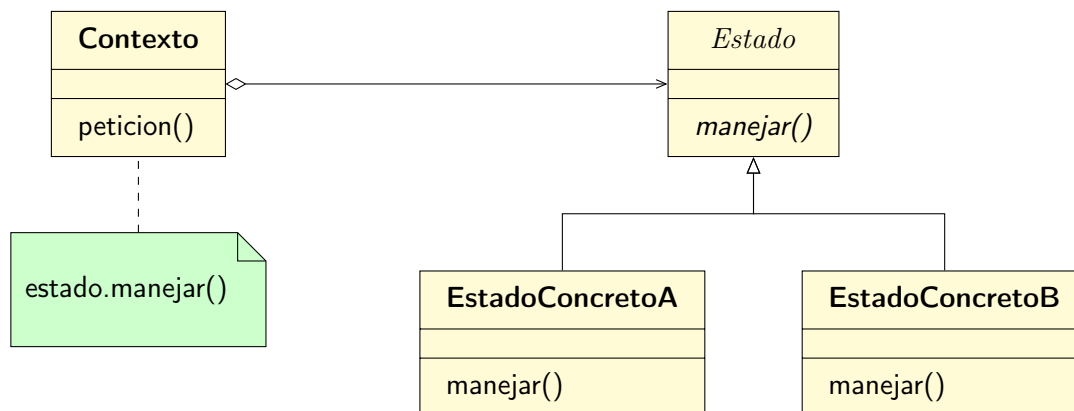 Contexto
peticion()
estado.manejar()
Estado
manejar()
EstadoConcretoA
manejar()
EstadoConcretoB
manejar()